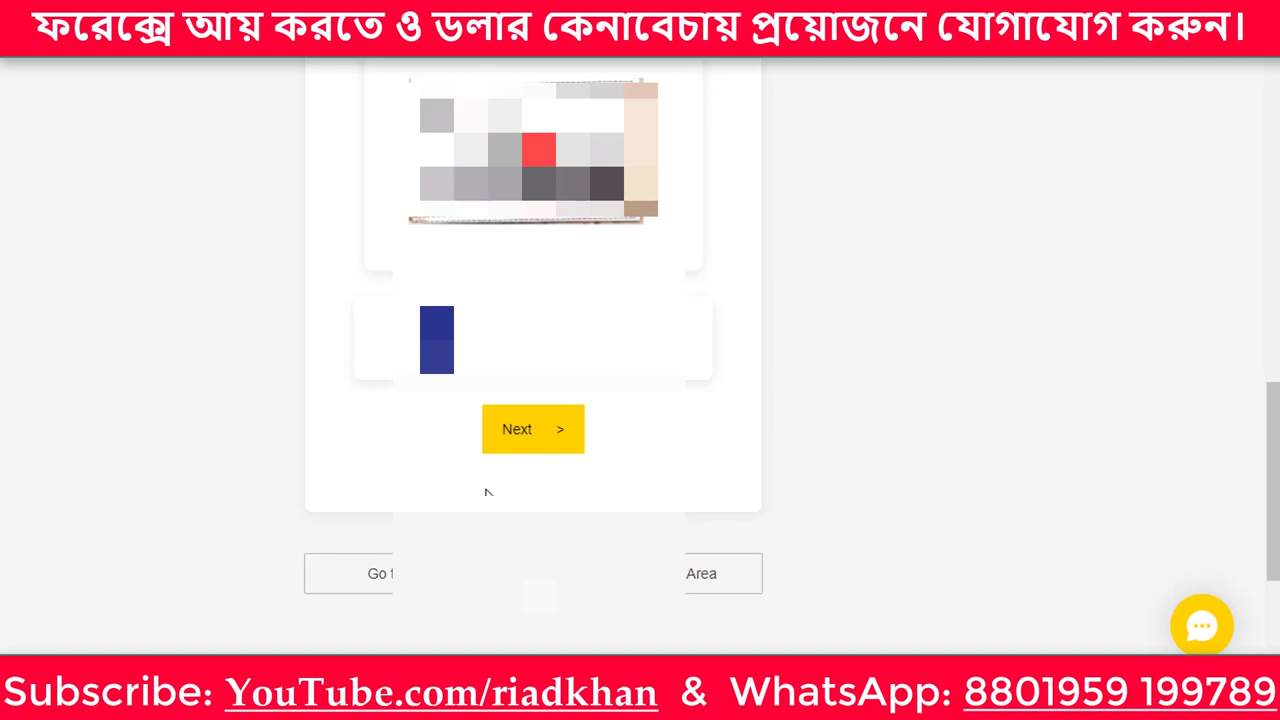 ফরেক্সে আয় করতে ও ডলার কেনাবেচায় প্রয়োজনে যোগাযোগ করুন।
Next >
Go Area
Subscribe: YouTube.com/riadkhan & WhatsApp: 8801959 199789